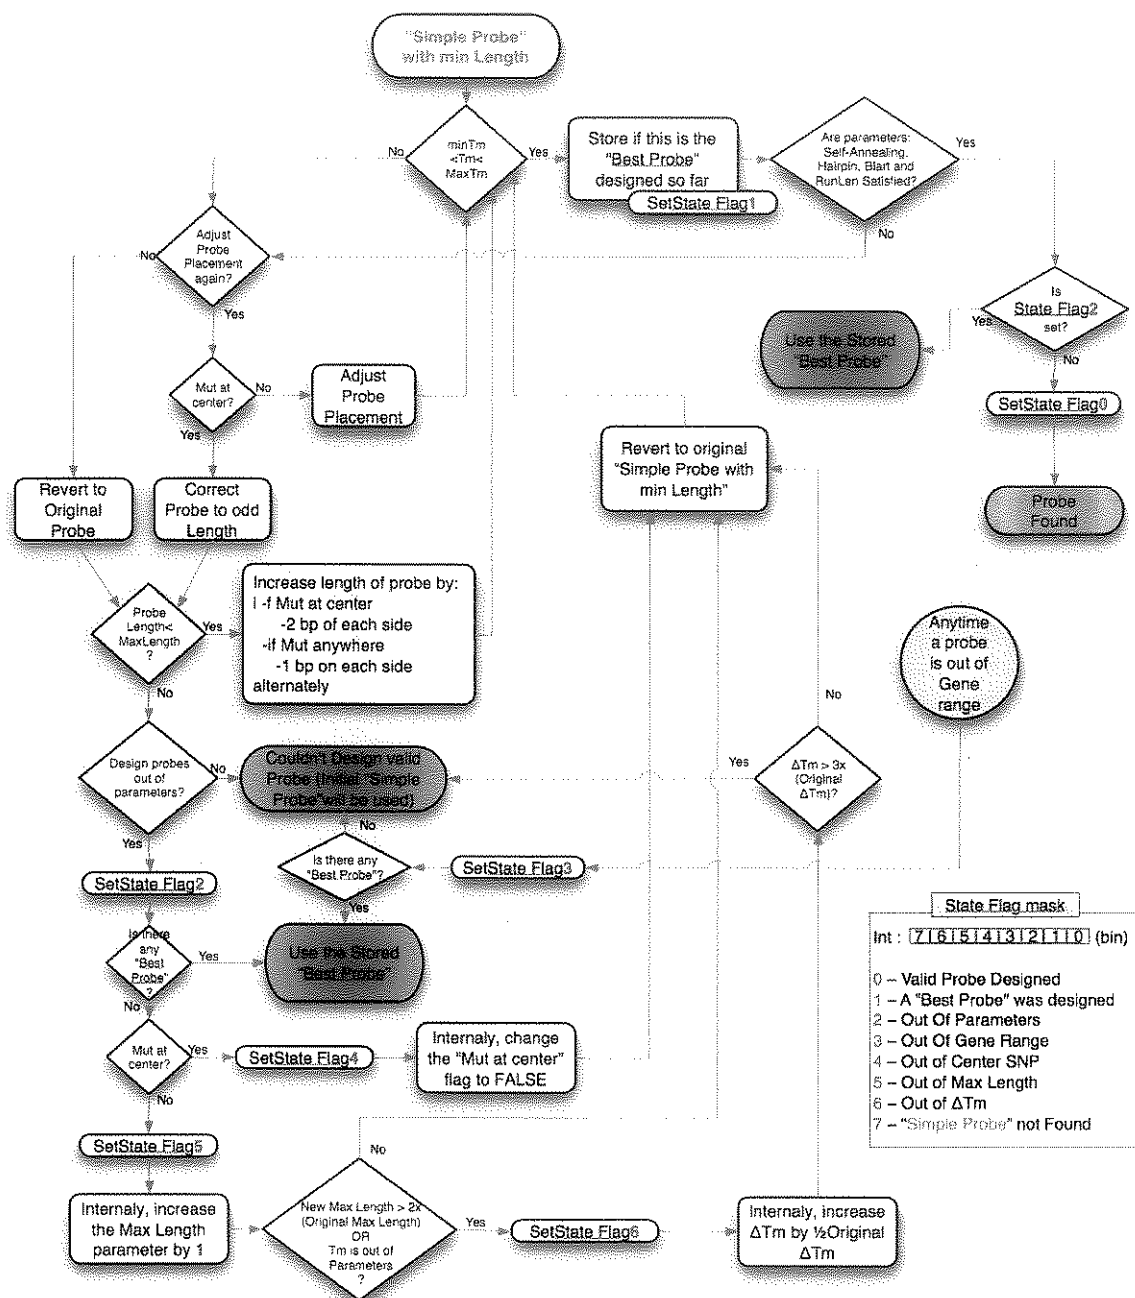 "Simple Probe"
with min Length
minTm
<Tm<
MaxTm
No
Yes
Store if this is the
"Best Probe"
designed so far
SetState Flag1
Are parameters:
Self-Annealing,
Hairpin, Blart and
RunLen Satisfied?
Yes
No
Adjust
Probe
Placement
again?
No
Yes
Is
State Flag2
set?
Yes
No
Use the Stored
"Best Probe"
SetState Flag0
Probe
Found
Mut at
center?
No
Yes
Adjust
Probe
Placement
Revert to original
"Simple Probe with
min Length"
Revert to
Original
Probe
Correct
Probe to odd
Length
Probe
Length<
MaxLength
?
Yes
No
Increase length of probe by:
I -f Mut at center
-2 bp of each side
-if Mut anywhere
-1 bp on each side
alternately
Anytime
a probe
is out of
Gene
range
Design probes
out of
parameters?
No
Yes
Couldn't Design valid
Probe (Initial "Simple
Probe"will be used)
ΔTm > 3x
(Original
ΔTm)?
Yes
No
Is there any
"Best Probe"?
No
Yes
SetState Flag3
SetState Flag2
Is there
any
"Best
Probe"
?
Yes
No
Use the Stored
"Best Probe"
Mut at
center?
Yes
No
SetState Flag4
Internaly, change
the "Mut at center"
flag to FALSE
SetState Flag5
Internaly, increase
the Max Length
parameter by 1
New Max Length > 2x
(Original Max Length)
OR
Tm is out of
Parameters
?
No
Yes
SetState Flag6
Internaly, increase
ΔTm by ½Original
ΔTm
State Flag mask
Int : 7|6|5|4|3|2|1|0 (bin)
0 – Valid Probe Designed
1 – A "Best Probe" was designed
2 – Out Of Parameters
3 – Out Of Gene Range
4 – Out of Center SNP
5 – Out of Max Length
6 – Out of ΔTm
7 – "Simple Probe" not Found